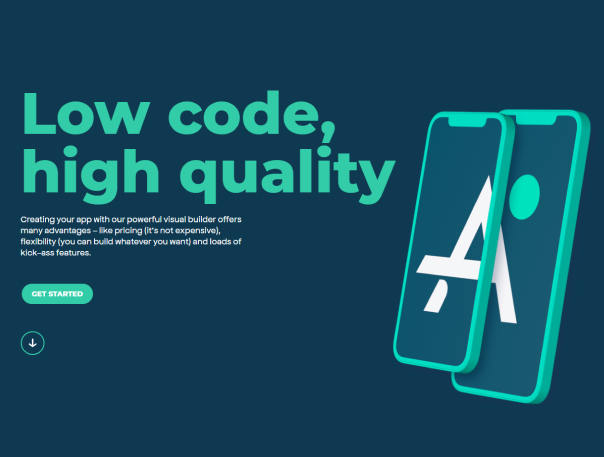 Low code,
high quality
Creating your app with our powerful visual builder offers
many advantages – like pricing (it's not expensive),
flexibility (you can build whatever you want) and loads of
kick-ass features.
GET STARTED
A